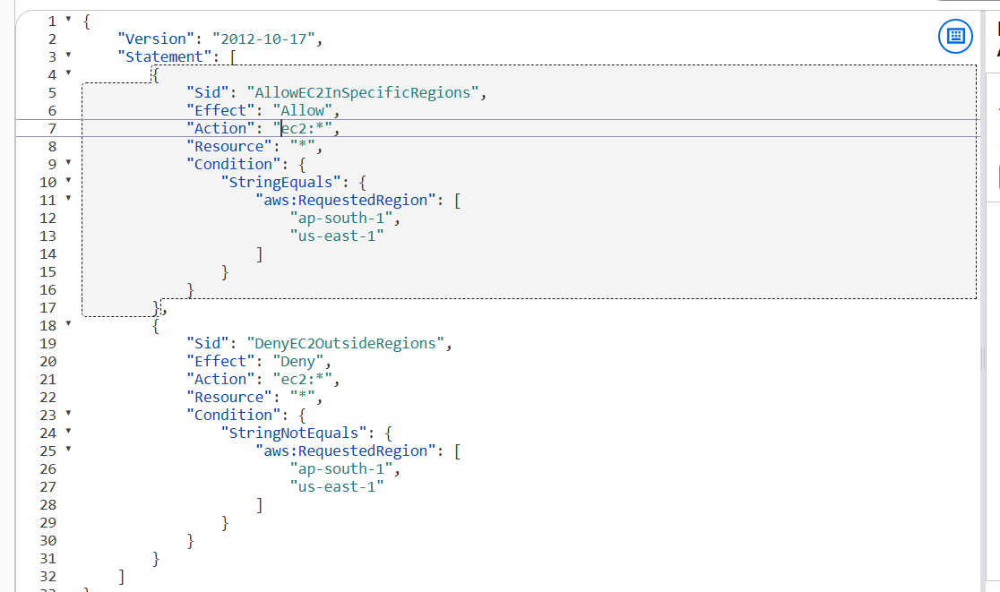 1 {
2 "Version": "2012-10-17",
3 "Statement": [
4 {
5 "Sid": "AllowEC2InSpecificRegions",
6 "Effect": "Allow",
7 "Action": "ec2:*",
8 "Resource": "*",
9 "Condition": {
10 "StringEquals": {
11 "aws:RequestedRegion": [
12 "ap-south-1",
13 "us-east-1"
14 ]
15 }
16 }
17 },
18 {
19 "Sid": "DenyEC2OutsideRegions",
20 "Effect": "Deny",
21 "Action": "ec2:*",
22 "Resource": "*",
23 "Condition": {
24 "StringNotEquals": {
25 "aws:RequestedRegion": [
26 "ap-south-1",
27 "us-east-1"
28 ]
29 }
30 }
31 }
32 ]